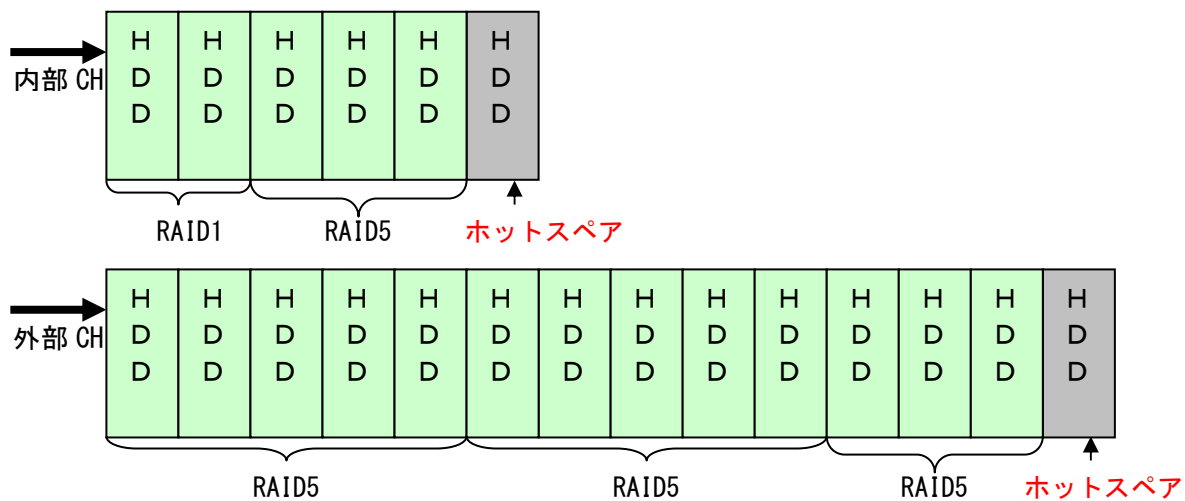 H H H H H H
D D D D D D
D D D D D D
内部 CH
RAID1 RAID5 ホットスペア
H H H H H H H H H H H H H H
D D D D D D D D D D D D D D
D D D D D D D D D D D D D D
外部 CH
RAID5 RAID5 RAID5 ホットスペア